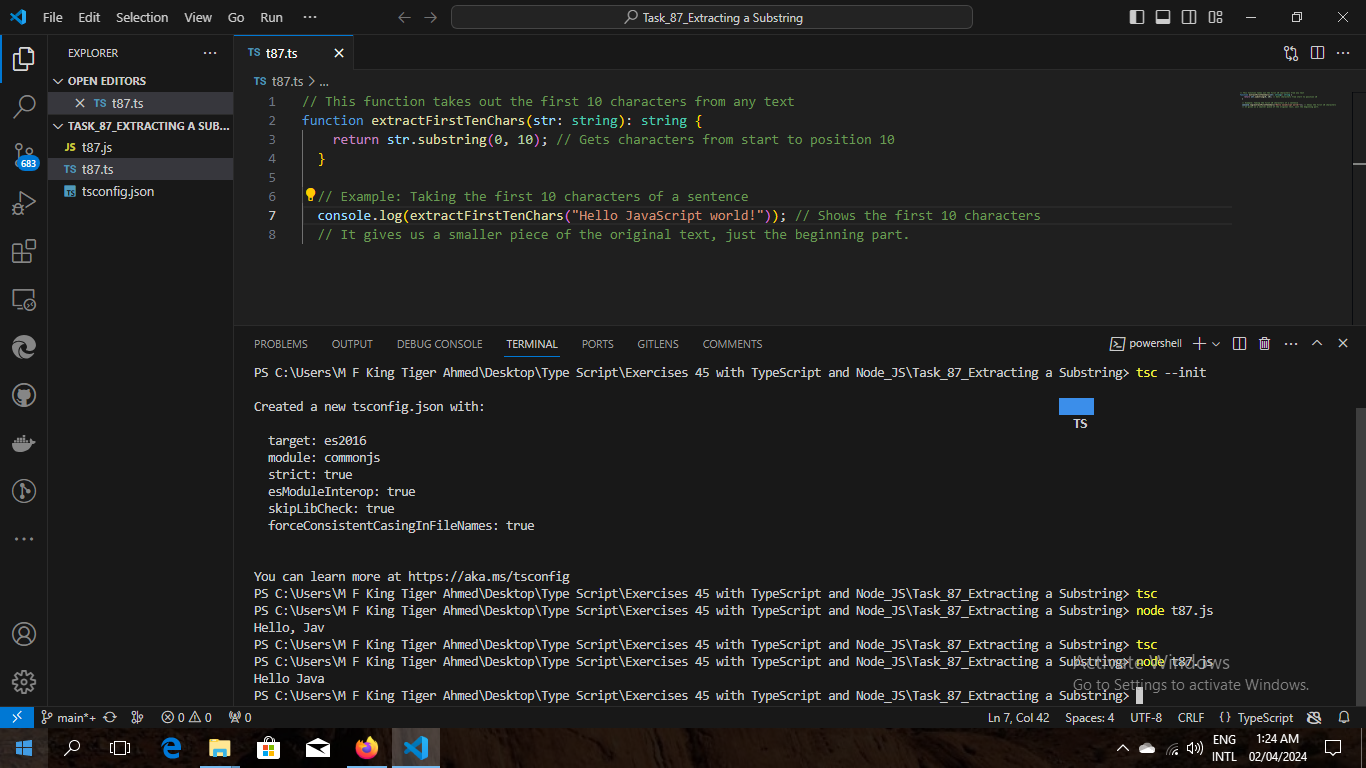 File Edit Selection View Go Run ···
Task_87_Extracting a Substring
EXPLORER
OPEN EDITORS
TS t87.ts
TASK_87_EXTRACTING A SUB...
JS t87.js
TS t87.ts
TS tsconfig.json
683
TS t87.ts
TS t87.ts > ...
1 // This function takes out the first 10 characters from any text
2 function extractFirstTenChars(str: string): string {
3 return str.substring(0, 10); // Gets characters from start to position 10
4 }
5
6 // Example: Taking the first 10 characters of a sentence
7 console.log(extractFirstTenChars("Hello JavaScript world!")); // Shows the first 10 characters
8 // It gives us a smaller piece of the original text, just the beginning part.
PROBLEMS OUTPUT DEBUG CONSOLE TERMINAL PORTS GITLENS COMMENTS
powershell
PS C:\Users\M F King Tiger Ahmed\Desktop\Type Script\Exercises 45 with TypeScript and Node_JS\Task_87_Extracting a Substring> tsc --init
Created a new tsconfig.json with:
TS
target: es2016
module: commonjs
strict: true
esModuleInterop: true
skipLibCheck: true
forceConsistentCasingInFileNames: true
You can learn more at https://aka.ms/tsconfig
PS C:\Users\M F King Tiger Ahmed\Desktop\Type Script\Exercises 45 with TypeScript and Node_JS\Task_87_Extracting a Substring> tsc
PS C:\Users\M F King Tiger Ahmed\Desktop\Type Script\Exercises 45 with TypeScript and Node_JS\Task_87_Extracting a Substring> node t87.js
Hello, Jav
PS C:\Users\M F King Tiger Ahmed\Desktop\Type Script\Exercises 45 with TypeScript and Node_JS\Task_87_Extracting a Substring> tsc
PS C:\Users\M F King Tiger Ahmed\Desktop\Type Script\Exercises 45 with TypeScript and Node_JS\Task_87_Extracting a Substring> node t87.js
Hello Java
PS C:\Users\M F King Tiger Ahmed\Desktop\Type Script\Exercises 45 with TypeScript and Node_JS\Task_87_Extracting a Substring>
Activate Windows
Go to Settings to activate Windows.
main*+ 0 0 0 Ln 7, Col 42 Spaces: 4 UTF-8 CRLF {} TypeScript
ENG 1:24 AM
INTL 02/04/2024